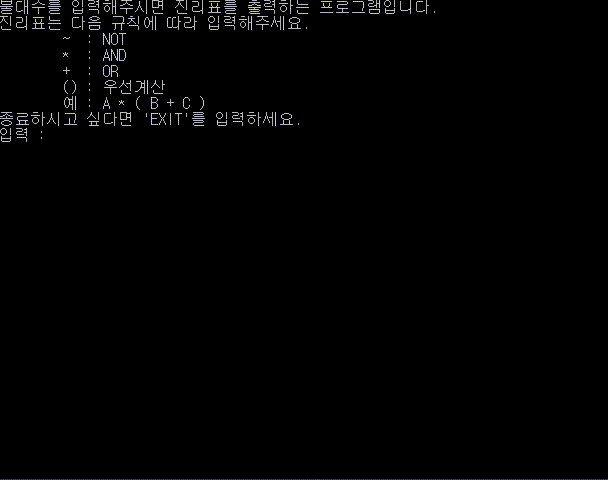 불대수를 입력해주시면 진리표를 출력하는 프로그램입니다.
진리표는 다음 규칙에 따라 입력해주세요.
~ : NOT
* : AND
+ : OR
() : 우선계산
예 : A * ( B + C )
종료하시고 싶다면 'EXIT'를 입력하세요.
입력 :